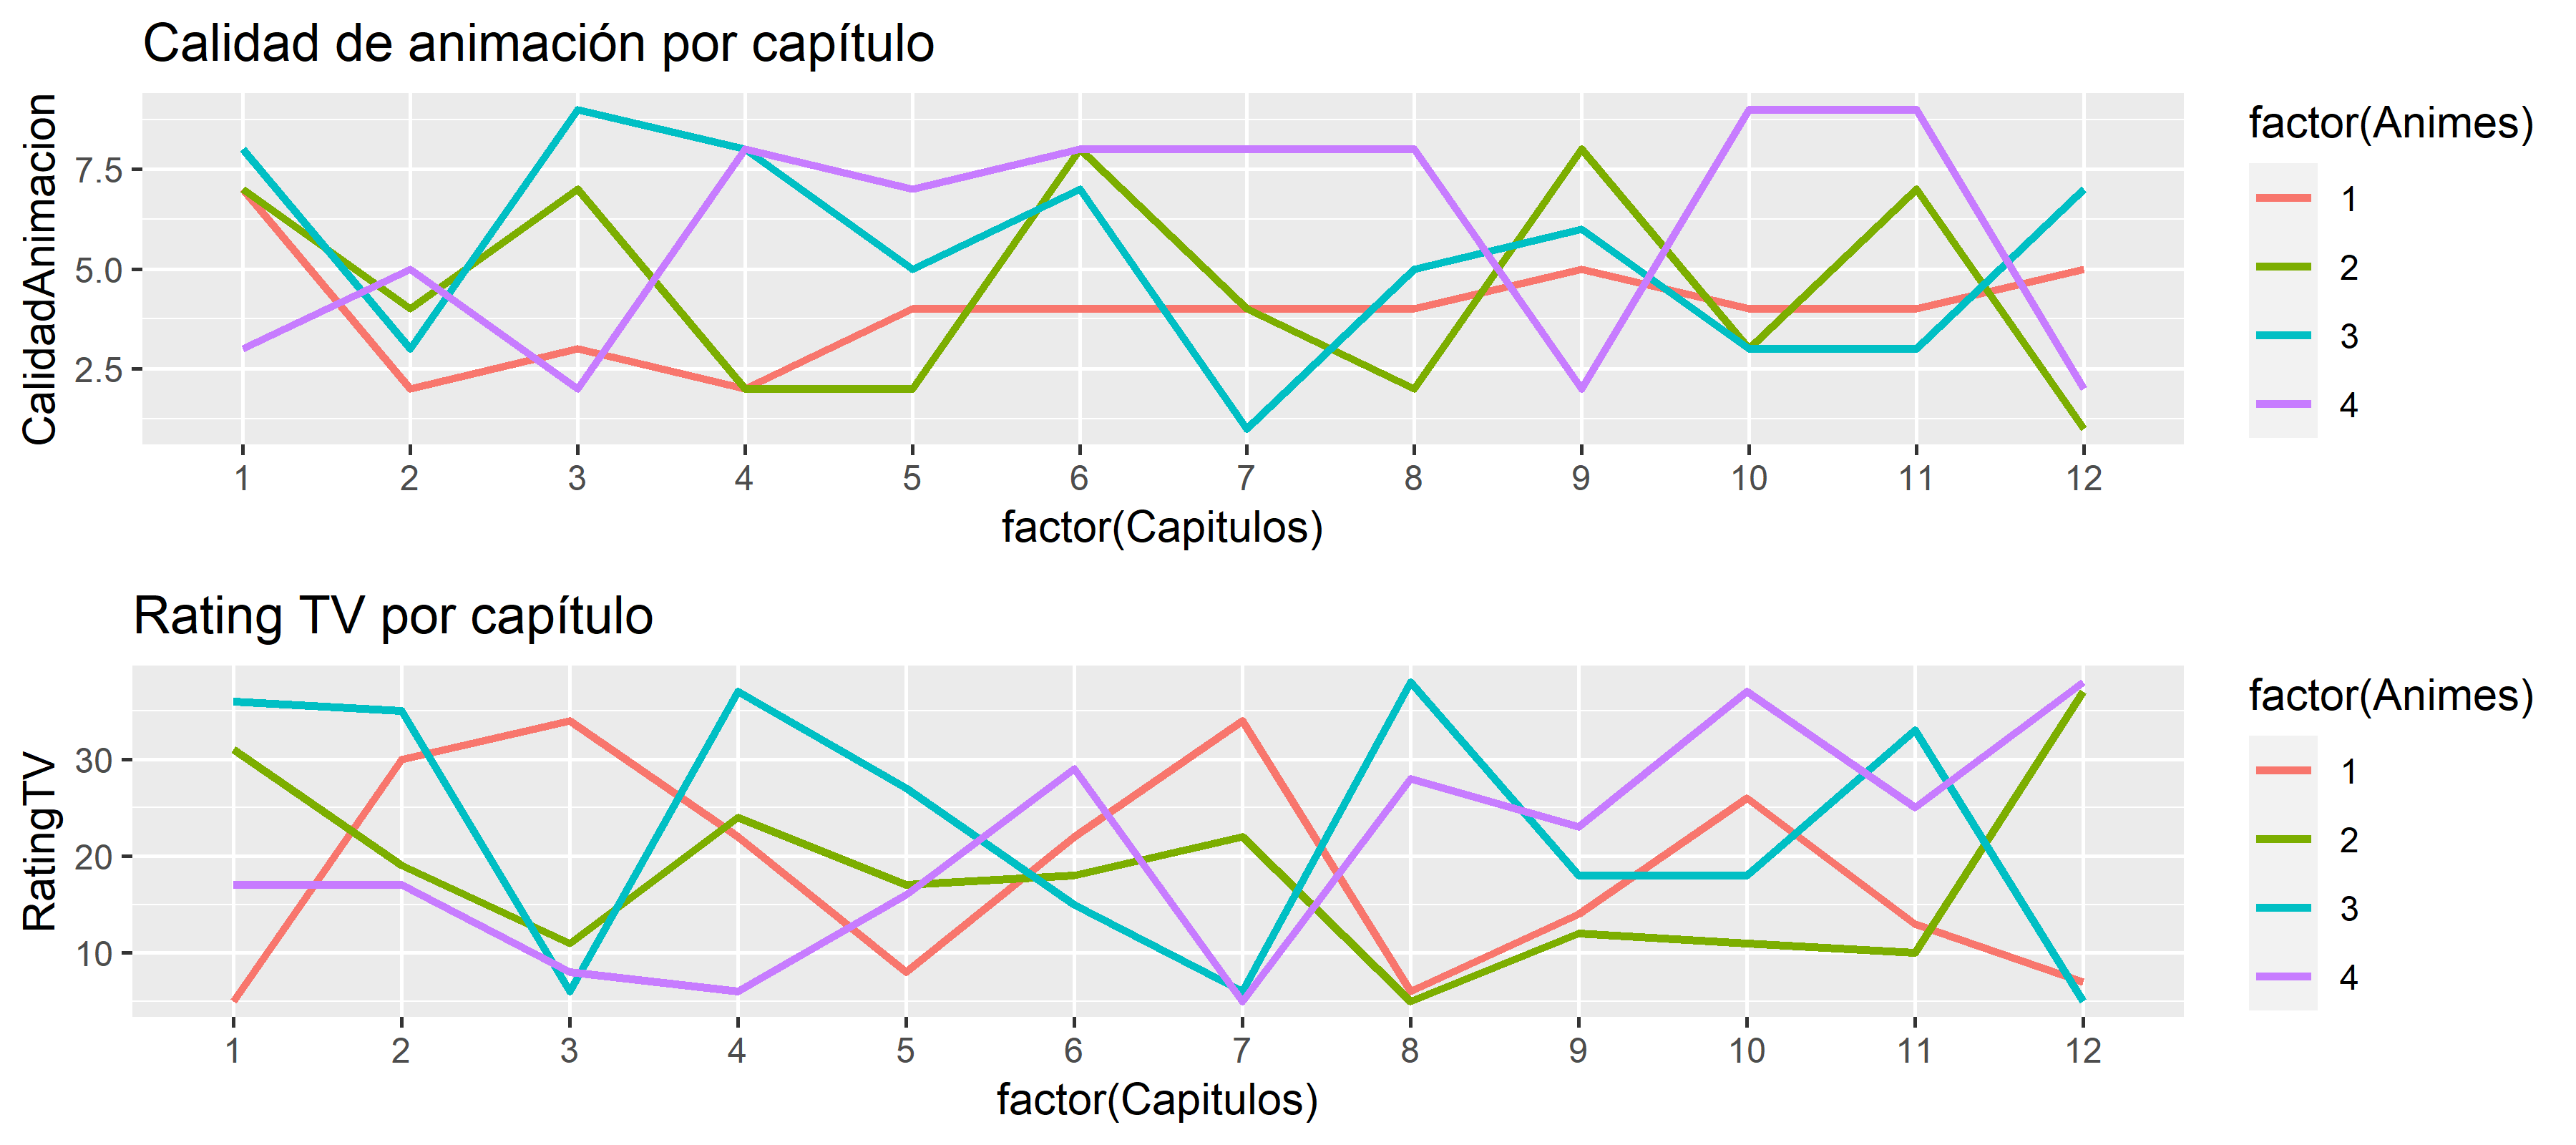 Calidad de animación por capítulo
CalidadAnimacion
7.5
5.0
2.5
1 2 3 4 5 6 7 8 9 10 11 12
factor(Capitulos)
factor(Animes)
1
2
3
4
Rating TV por capítulo
RatingTV
30
20
10
1 2 3 4 5 6 7 8 9 10 11 12
factor(Capitulos)
factor(Animes)
1
2
3
4